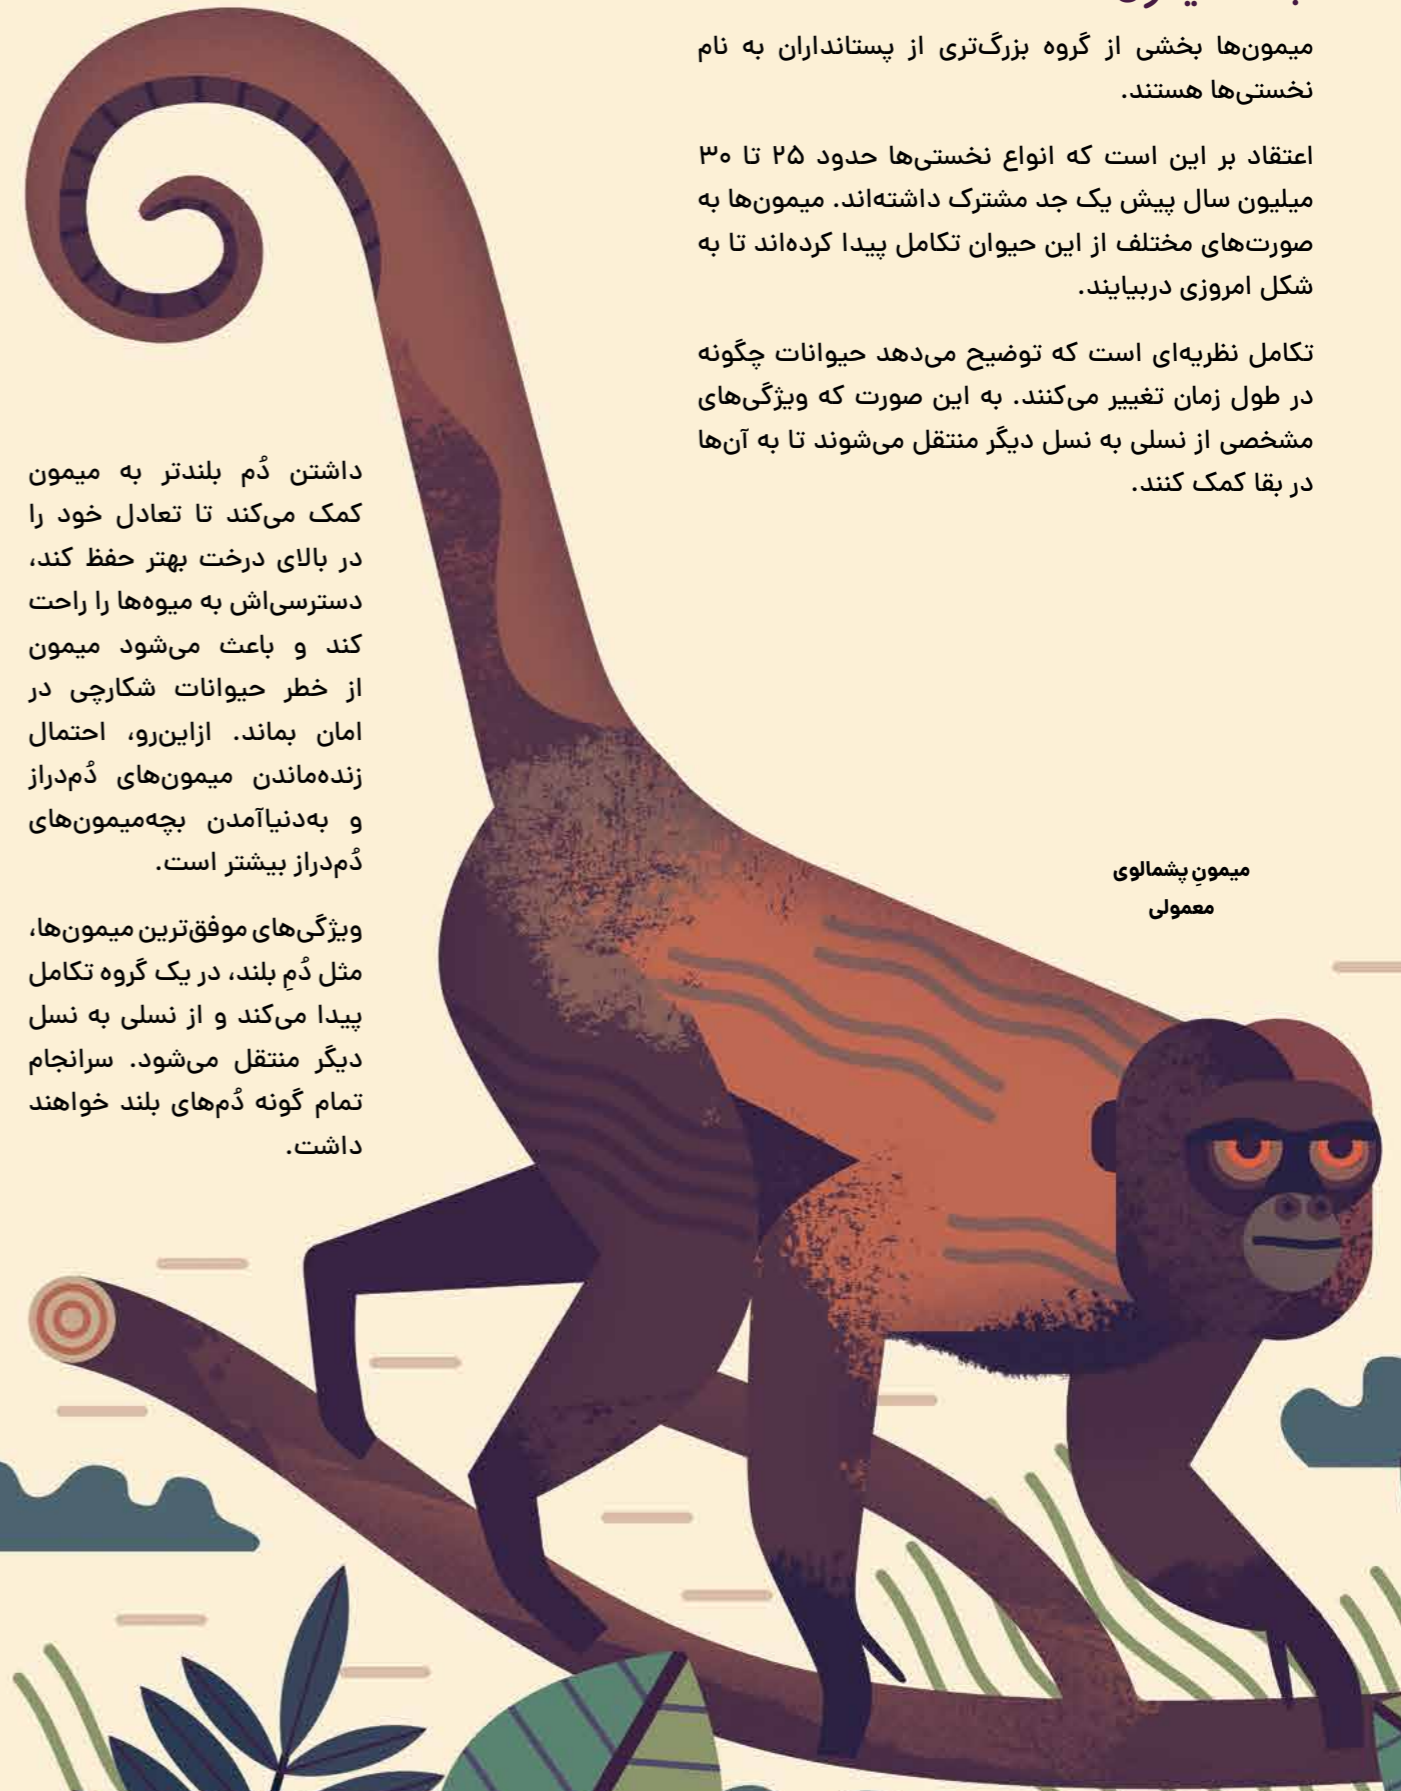 میمون‌ها بخشی از گروه بزرگ‌تری از پستانداران به نام
نخستی‌ها هستند.
اعتقاد بر این است که انواع نخستی‌ها حدود ۲۵ تا ۳۰
میلیون سال پیش یک جد مشترک داشته‌اند. میمون‌ها به
صورت‌های مختلف از این حیوان تکامل پیدا کرده‌اند تا به
شکل امروزی دربیایند.
تکامل نظریه‌ای است که توضیح می‌دهد حیوانات چگونه
در طول زمان تغییر می‌کنند. به این صورت که ویژگی‌های
مشخصی از نسلی به نسل دیگر منتقل می‌شوند تا به آن‌ها
در بقا کمک کنند.
داشتن دُم بلندتر به میمون
کمک می‌کند تا تعادل خود را
در بالای درخت بهتر حفظ کند،
دسترسی‌اش به میوه‌ها را راحت
کند و باعث می‌شود میمون
از خطر حیوانات شکارچی در
امان بماند. ازاین‌رو، احتمال
زنده‌ماندن میمون‌های دُم‌دراز
و به‌دنیاآمدن بچه‌میمون‌های
دُم‌دراز بیشتر است.
ویژگی‌های موفق‌ترین میمون‌ها،
مثل دُمِ بلند، در یک گروه تکامل
پیدا می‌کند و از نسلی به نسل
دیگر منتقل می‌شود. سرانجام
تمام گونه دُم‌های بلند خواهند
داشت.
میمونِ پشمالوی
معمولی